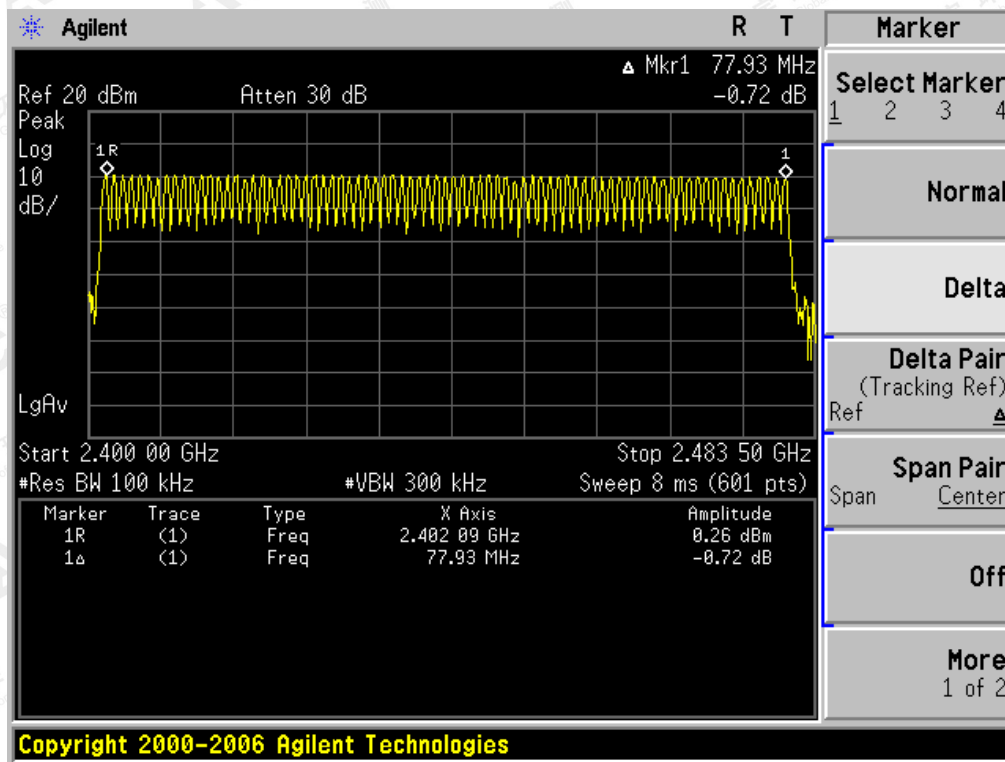 Agilent R T
Δ Mkr1 77.93 MHz
Ref 20 dBm Atten 30 dB -0.72 dB
Peak
Log
10
dB/
1R
1
LgAv
Start 2.400 00 GHz Stop 2.483 50 GHz
#Res BW 100 kHz #VBW 300 kHz Sweep 8 ms (601 pts)
Marker Trace Type X Axis Amplitude
1R (1) Freq 2.402 09 GHz 0.26 dBm
1Δ (1) Freq 77.93 MHz -0.72 dB
Copyright 2000-2006 Agilent Technologies
Marker
Select Marker
1 2 3 4
Normal
Delta
Delta Pair
(Tracking Ref)
Ref Δ
Span Pair
Span Center
Off
More
1 of 2